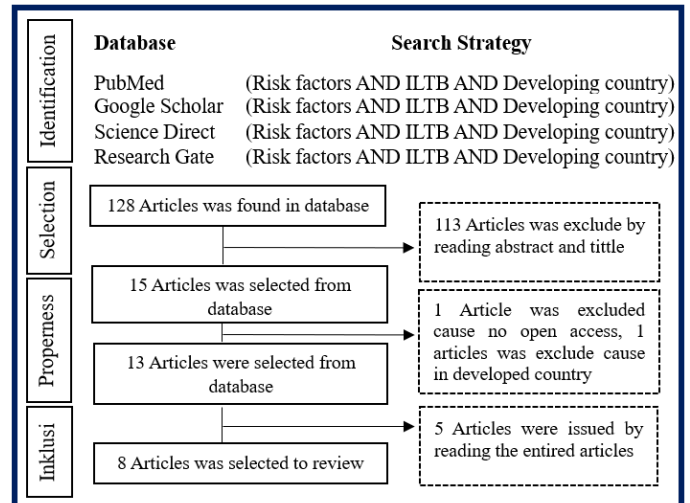 Identification
Database Search Strategy
PubMed (Risk factors AND ILTB AND Developing country)
Google Scholar (Risk factors AND ILTB AND Developing country)
Science Direct (Risk factors AND ILTB AND Developing country)
Research Gate (Risk factors AND ILTB AND Developing country)
Selection
128 Articles was found in database
113 Articles was exclude by
reading abstract and tittle
15 Articles was selected from
database
Properness
1 Article was excluded
cause no open access, 1
articles was exclude cause
in developed country
13 Articles were selected from
database
Inklusi
5 Articles were issued by
reading the entired articles
8 Articles was selected to review